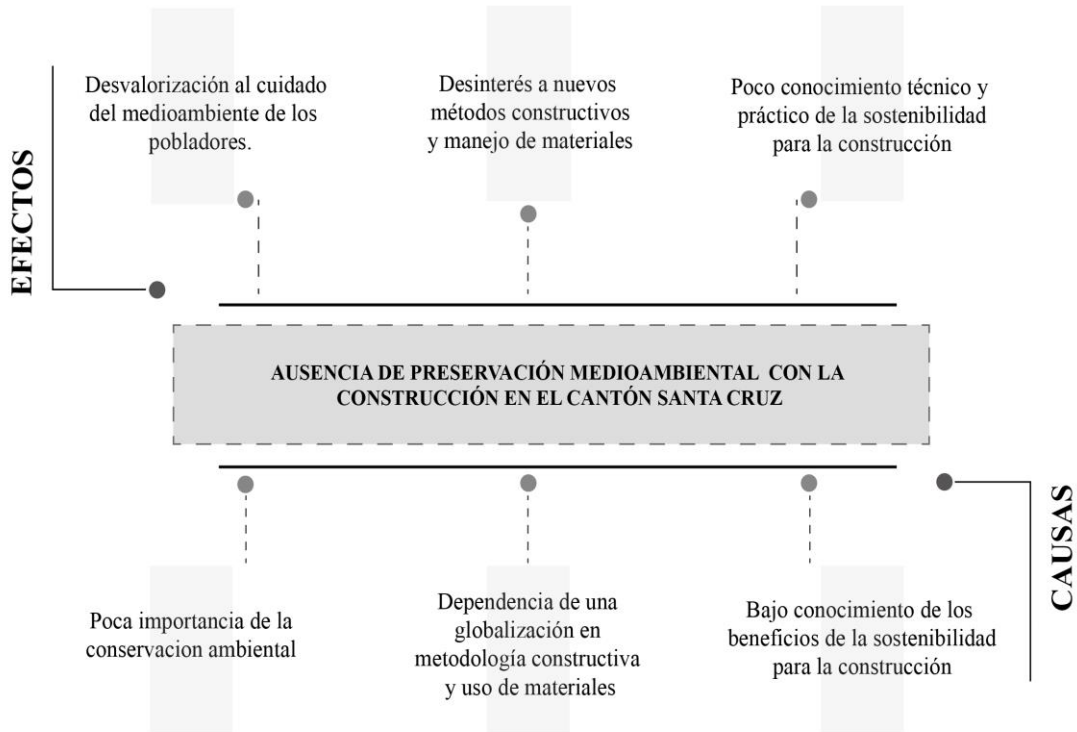 EFECTOS
Desvalorización al cuidado
del medioambiente de los
pobladores.
Desinterés a nuevos
métodos constructivos
y manejo de materiales
Poco conocimiento técnico y
práctico de la sostenibilidad
para la construcción
AUSENCIA DE PRESERVACIÓN MEDIOAMBIENTAL CON LA
CONSTRUCCIÓN EN EL CANTÓN SANTA CRUZ
CAUSAS
Poca importancia de la
conservacion ambiental
Dependencia de una
globalización en
metodología constructiva
y uso de materiales
Bajo conocimiento de los
beneficios de la sostenibilidad
para la construcción